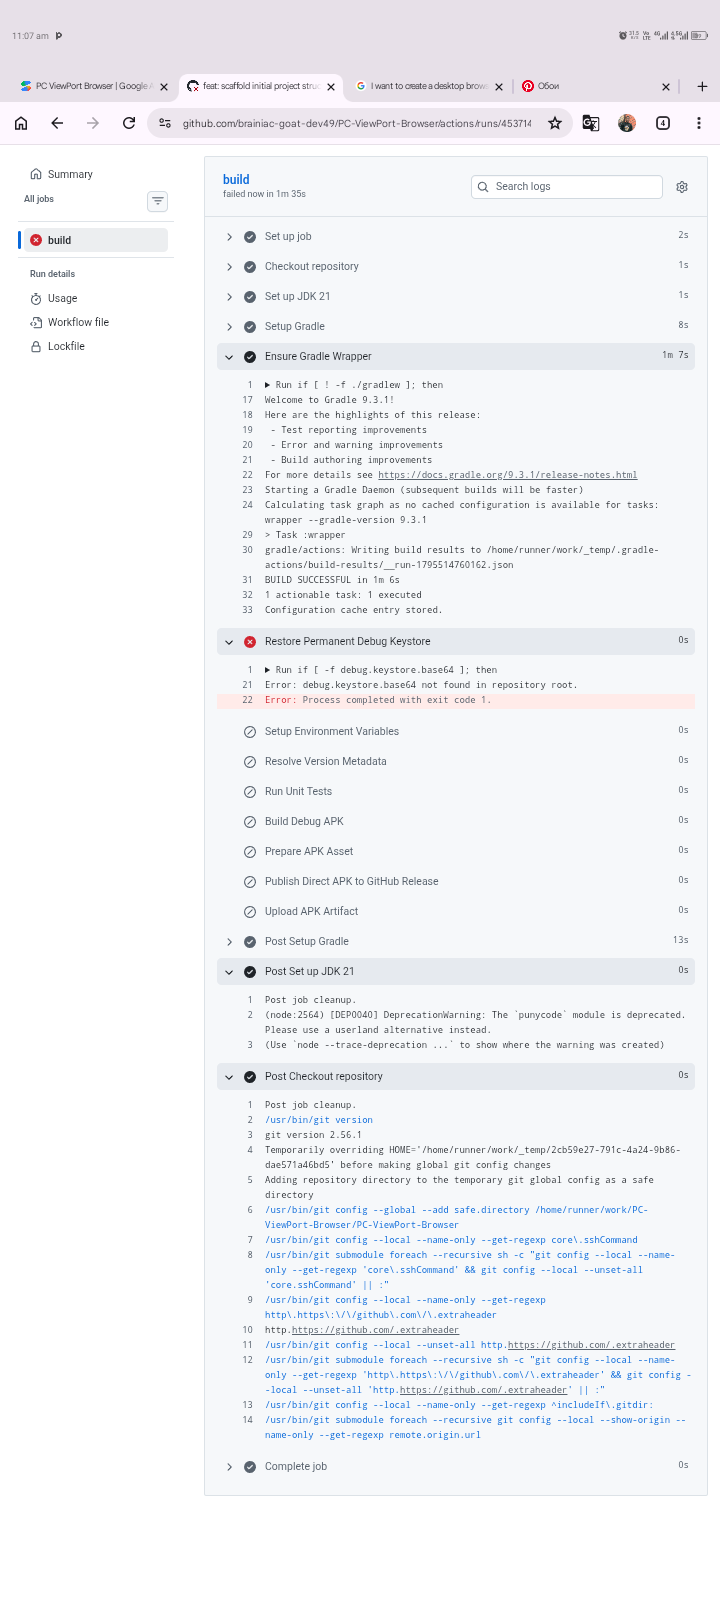 11:07 am
PC ViewPort Browser | Google A
feat: scaffold initial project struc
I want to create a desktop brows
Обои
github.com/brainiac-goat-dev49/PC-ViewPort-Browser/actions/runs/453714
4
Summary
All jobs
build
Run details
Usage
Workflow file
Lockfile
build
failed now in 1m 35s
Search logs
Set up job 2s
Checkout repository 1s
Set up JDK 21 1s
Setup Gradle 8s
Ensure Gradle Wrapper 1m 7s
1 ▶ Run if [ ! -f ./gradlew ]; then
17 Welcome to Gradle 9.3.1!
18 Here are the highlights of this release:
19 - Test reporting improvements
20 - Error and warning improvements
21 - Build authoring improvements
22 For more details see https://docs.gradle.org/9.3.1/release-notes.html
23 Starting a Gradle Daemon (subsequent builds will be faster)
24 Calculating task graph as no cached configuration is available for tasks:
wrapper --gradle-version 9.3.1
29 > Task :wrapper
30 gradle/actions: Writing build results to /home/runner/work/_temp/.gradle-
actions/build-results/__run-1795514760162.json
31 BUILD SUCCESSFUL in 1m 6s
32 1 actionable task: 1 executed
33 Configuration cache entry stored.
Restore Permanent Debug Keystore 0s
1 ▶ Run if [ -f debug.keystore.base64 ]; then
21 Error: debug.keystore.base64 not found in repository root.
22 Error: Process completed with exit code 1.
Setup Environment Variables 0s
Resolve Version Metadata 0s
Run Unit Tests 0s
Build Debug APK 0s
Prepare APK Asset 0s
Publish Direct APK to GitHub Release 0s
Upload APK Artifact 0s
Post Setup Gradle 13s
Post Set up JDK 21 0s
1 Post job cleanup.
2 (node:2564) [DEP0040] DeprecationWarning: The `punycode` module is deprecated.
Please use a userland alternative instead.
3 (Use `node --trace-deprecation ...` to show where the warning was created)
Post Checkout repository 0s
1 Post job cleanup.
2 /usr/bin/git version
3 git version 2.56.1
4 Temporarily overriding HOME='/home/runner/work/_temp/2cb59e27-791c-4a24-9b86-
dae571a46bd5' before making global git config changes
5 Adding repository directory to the temporary git global config as a safe
directory
6 /usr/bin/git config --global --add safe.directory /home/runner/work/PC-
ViewPort-Browser/PC-ViewPort-Browser
7 /usr/bin/git config --local --name-only --get-regexp core\.sshCommand
8 /usr/bin/git submodule foreach --recursive sh -c "git config --local --name-
only --get-regexp 'core\.sshCommand' && git config --local --unset-all
'core.sshCommand' || :"
9 /usr/bin/git config --local --name-only --get-regexp
http\.https\:\/\/github\.com\/\.extraheader
10 http.https://github.com/.extraheader
11 /usr/bin/git config --local --unset-all http.https://github.com/.extraheader
12 /usr/bin/git submodule foreach --recursive sh -c "git config --local --name-
only --get-regexp 'http\.https\:\/\/github\.com\/\.extraheader' && git config -
-local --unset-all 'http.https://github.com/.extraheader' || :"
13 /usr/bin/git config --local --name-only --get-regexp ^includeIf\.gitdir:
14 /usr/bin/git submodule foreach --recursive git config --local --show-origin --
name-only --get-regexp remote.origin.url
Complete job 0s